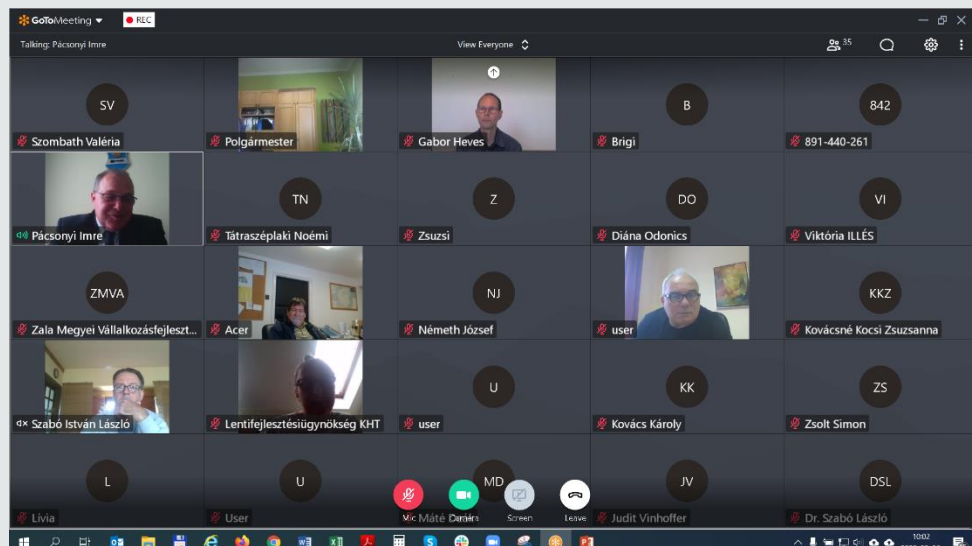 GoToMeeting
REC
Talking: Pácsonyi Imre
View Everyone
35
SV
Szombath Valéria
Polgármester
Gabor Heves
B
Brigi
842
891-440-261
Pácsonyi Imre
TN
Tátraszéplaki Noémi
Z
Zsuzsi
DO
Diána Odonics
VI
Viktória ILLÉS
ZMVA
Zala Megyei Vállalkozásfejleszt...
Acer
NJ
Németh József
user
KKZ
Kovácsné Kocsi Zsuzsanna
Szabó István László
Lentifejlesztésiügynökség KHT
U
user
KK
Kovács Károly
ZS
Zsolt Simon
L
Lívia
U
User
MD
Máté
JV
Judit Vinhoffer
DSL
Dr. Szabó László
Mic
Camera
Screen
Leave
10:02